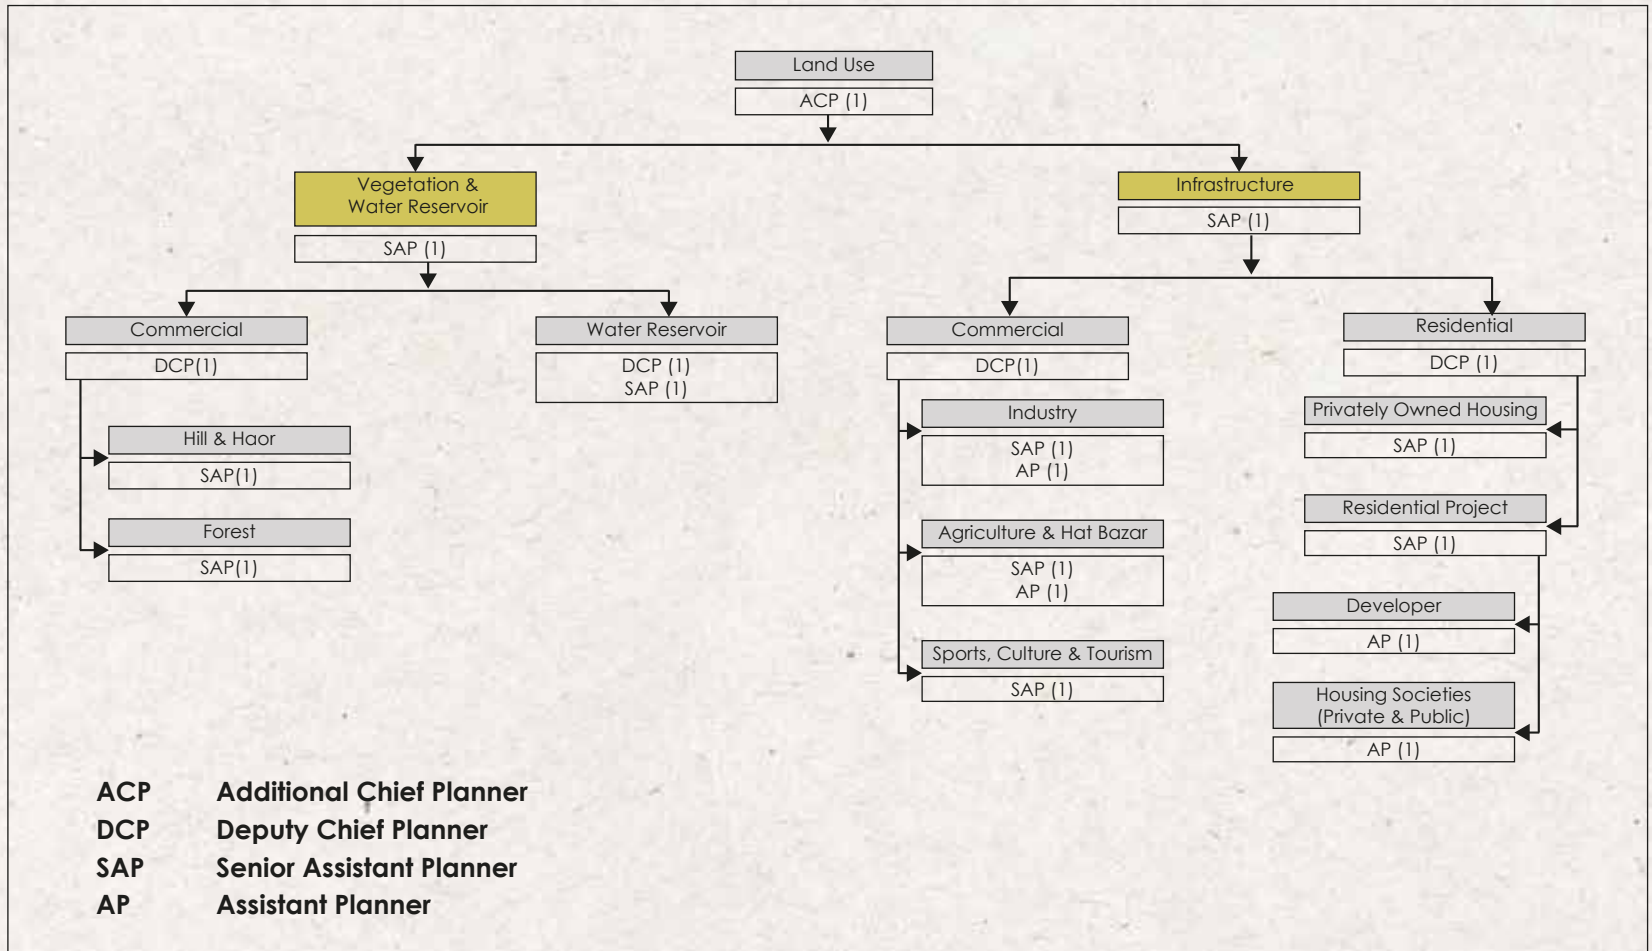 Land Use
ACP (1)
Vegetation &
Water Reservoir
SAP (1)
Infrastructure
SAP (1)
Commercial
DCP(1)
Water Reservoir
DCP (1)
SAP (1)
Hill & Haor
SAP(1)
Forest
SAP(1)
Commercial
DCP(1)
Industry
SAP (1)
AP (1)
Agriculture & Hat Bazar
SAP (1)
AP (1)
Sports, Culture & Tourism
SAP (1)
Residential
DCP (1)
Privately Owned Housing
SAP (1)
Residential Project
SAP (1)
Developer
AP (1)
Housing Societies
(Private & Public)
AP (1)
ACP Additional Chief Planner
DCP Deputy Chief Planner
SAP Senior Assistant Planner
AP Assistant Planner